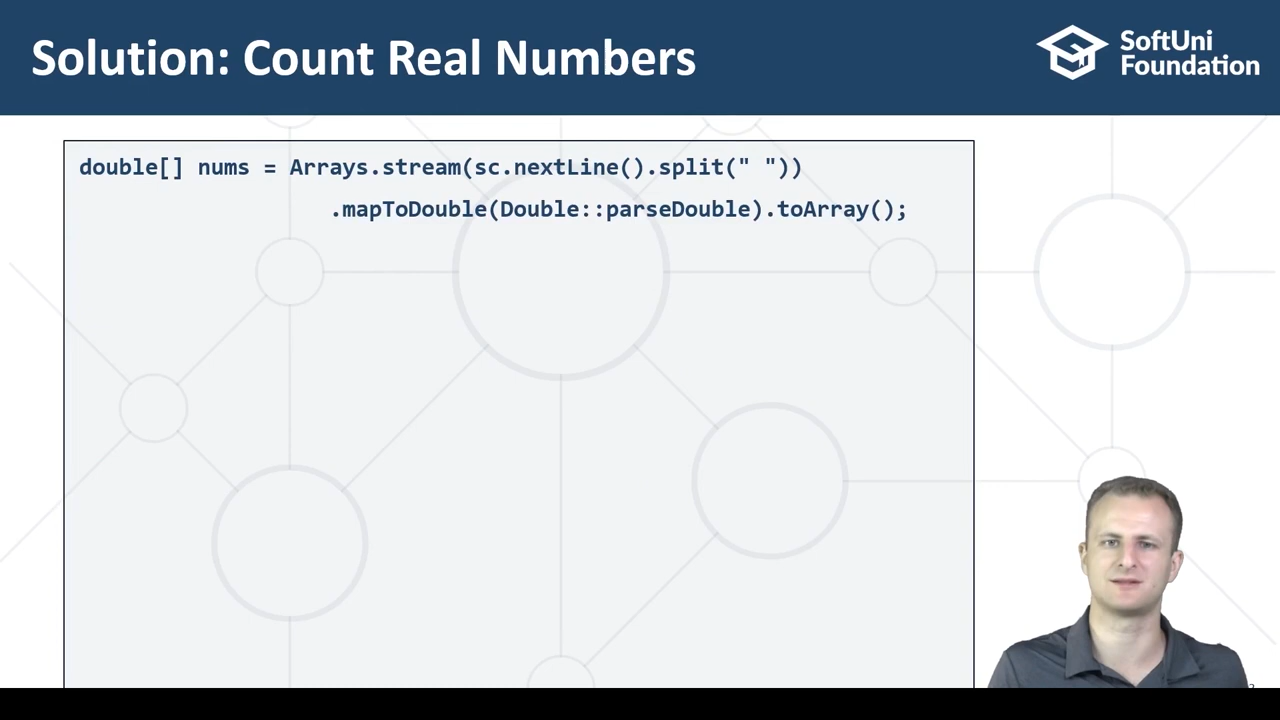 Solution: Count Real Numbers
SoftUni
Foundation
double[] nums = Arrays.stream(sc.nextLine().split(" "))
.mapToDouble(Double::parseDouble).toArray();